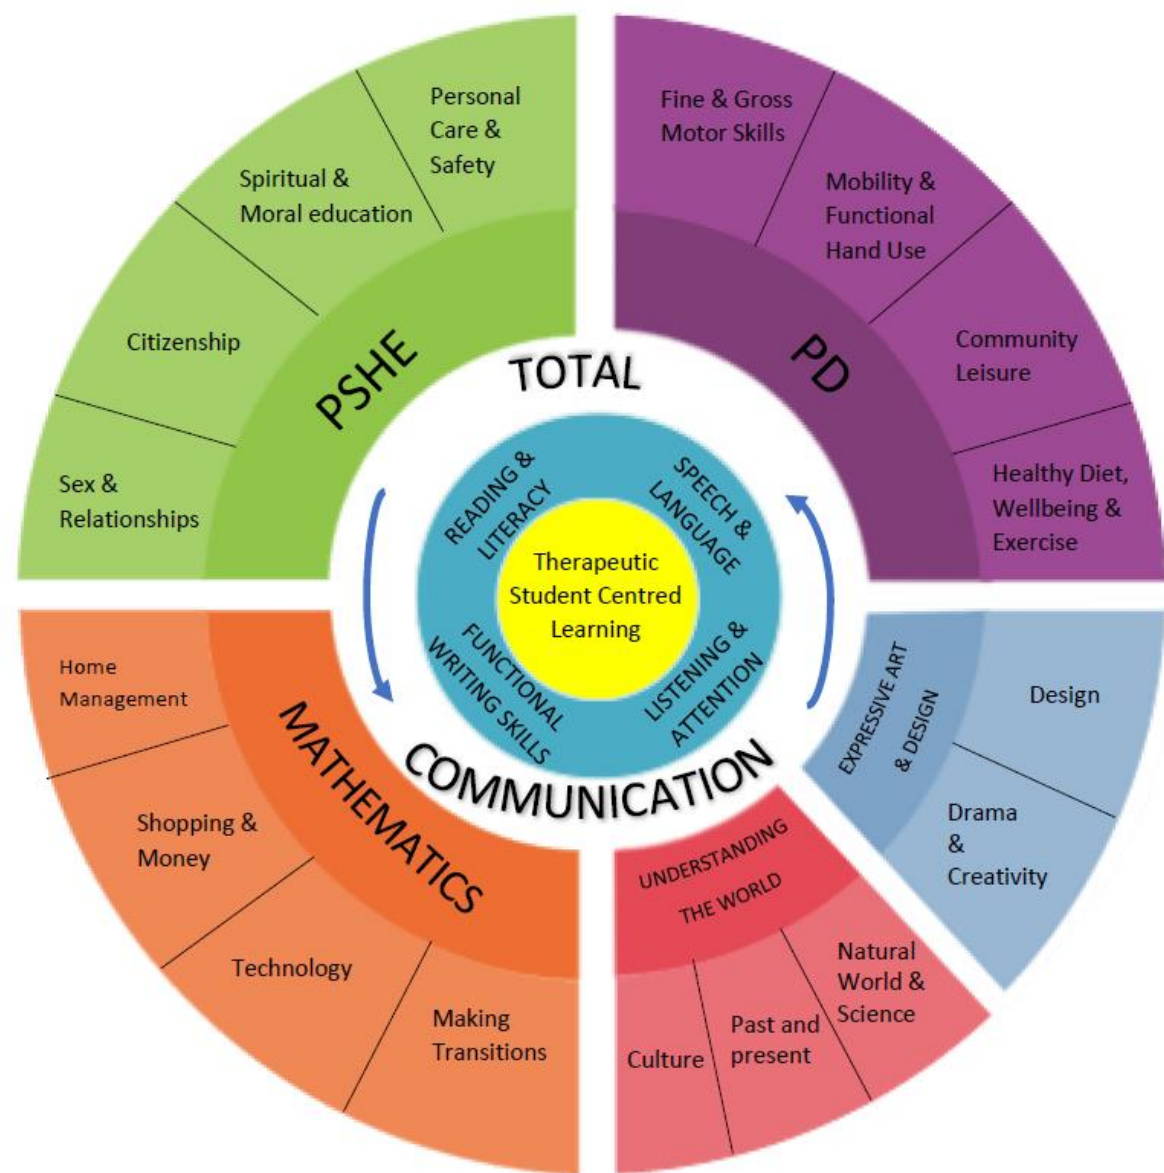 Personal
Care &
Safety
Spiritual &
Moral education
Citizenship
Sex &
Relationships
PSHE
Fine & Gross
Motor Skills
Mobility &
Functional
Hand Use
Community
Leisure
Healthy Diet,
Wellbeing &
Exercise
PD
TOTAL
COMMUNICATION
READING &
LITERACY
SPEECH &
LANGUAGE
Therapeutic
Student Centred
Learning
FUNCTIONAL
WRITING SKILLS
LISTENING &
ATTENTION
Home
Management
Shopping &
Money
Technology
Making
Transitions
MATHEMATICS
UNDERSTANDING
THE WORLD
Culture
Past and
present
Natural
World &
Science
EXPRESSIVE ART
& DESIGN
Design
Drama
&
Creativity